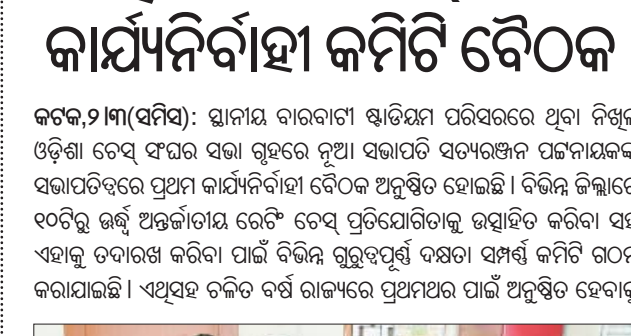 କାର୍ଯ୍ୟନିର୍ବାହୀ କମିଟି ବୈଠକ
କଟକ,୨।୩(ସମିସ): ସ୍ଥାନୀୟ ବାରବାଟୀ ଷ୍ଟାଡିୟମ ପରିସରରେ ଥିବା ନିଖିଳ
ଓଡ଼ିଶା ଚେସ୍ ସଂଘର ସଭା ଗୃହରେ ନୂଆ ସଭାପତି ସତ୍ୟରଞ୍ଜନ ପଟ୍ଟନାୟକଙ୍କ
ସଭାପତିତ୍ୱରେ ପ୍ରଥମ କାର୍ଯ୍ୟନିର୍ବାହୀ ବୈଠକ ଅନୁଷ୍ଠିତ ହୋଇଛି। ବିଭିନ୍ନ ଜିଲ୍ଲାରେ
୧୦ଟିରୁ ଊର୍ଦ୍ଧ୍ୱ ଅନ୍ତର୍ଜାତୀୟ ରେଟିଂ ଚେସ୍ ପ୍ରତିଯୋଗିତାକୁ ଉତ୍ସାହିତ କରିବା ସହ
ଏହାକୁ ତଦାରଖ କରିବା ପାଇଁ ବିଭିନ୍ନ ଗୁରୁତ୍ୱପୂର୍ଣ୍ଣ ଦକ୍ଷତା ସମ୍ପର୍ଣ୍ଣ କମିଟି ଗଠନ
କରାଯାଇଛି। ଏଥିସହ ଚଳିତ ବର୍ଷ ରାଜ୍ୟରେ ପ୍ରଥମଥର ପାଇଁ ଅନୁଷ୍ଠିତ ହେବାକୁ